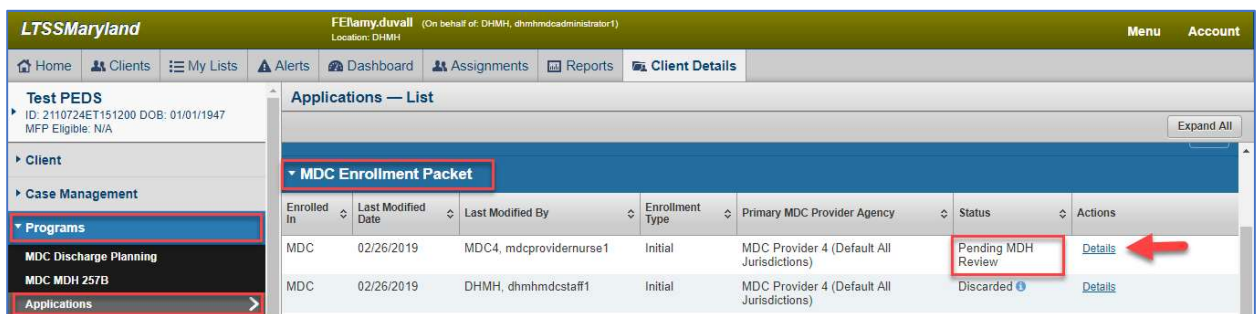 LTSSMaryland
FEI\amy.duvall (On behalf of: DHMH, dhmhmdcadministrator1)
Location: DHMH
Menu Account
Home Clients My Lists Alerts Dashboard Assignments Reports Client Details
Test PEDS
ID: 2110724ET151200 DOB: 01/01/1947
MFP Eligible: N/A
Applications — List
Expand All
Client
Case Management
Programs
MDC Discharge Planning
MDC MDH 257B
Applications
MDC Enrollment Packet
Enrolled In Last Modified Date Last Modified By Enrollment Type Primary MDC Provider Agency Status Actions
MDC 02/26/2019 MDC4, mdcprovidernurse1 Initial MDC Provider 4 (Default All Jurisdictions) Pending MDH Review Details
MDC 02/26/2019 DHMH, dhmhmdcstaff1 Initial MDC Provider 4 (Default All Jurisdictions) Discarded Details